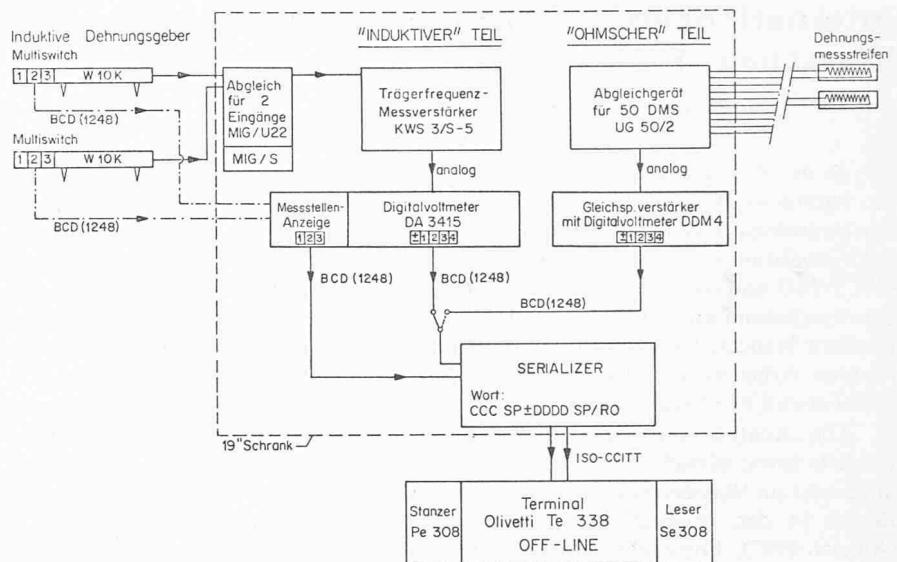 "INDUKTIVER" TEIL
"OHMSCHER" TEIL
Induktive Dehnungsgeber
Multiswitch
1 2 3 W 10 K
BCD (1248)
Multiswitch
1 2 3 W 10 K
BCD (1248)
Abgleich
für 2
Eingänge
MIG/U22
MIG/S
Trägerfrequenz-
Messverstärker
KWS 3/S-5
analog
Abgleichgerät
für 50 DMS
UG 50/2
analog
Dehnungs-
messstreifen
Messstellen-
Anzeige
1 2 3
Digitalvoltmeter
DA 3415
± 1 2 3 4
Gleichsp.verstärker
mit Digitalvoltmeter DDM 4
± 1 2 3 4
BCD (1248)
BCD (1248)
BCD (1248)
SERIALIZER
Wort:
CCC SP±DDDD SP/RO
19" Schrank
ISO-CCITT
Stanzer
Pe 308
Terminal
Olivetti Te 338
OFF-LINE
Leser
Se 308